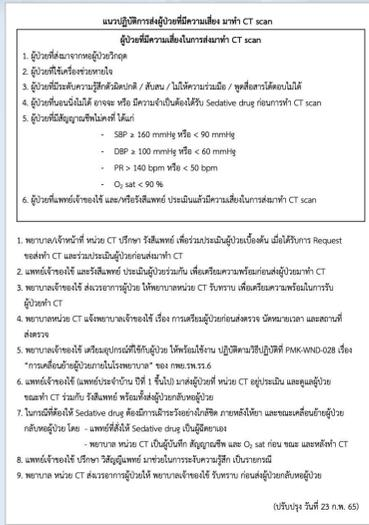 แนวปฏิบัติการส่งผู้ป่วยที่มีความเสี่ยง มาทำ CT scan
ผู้ป่วยที่มีความเสี่ยงในการส่งมาทำ CT scan
1. ผู้ป่วยที่ส่งมาจากหอผู้ป่วยวิกฤต
2. ผู้ป่วยที่ใช้เครื่องช่วยหายใจ
3. ผู้ป่วยที่มีระดับความรู้สึกตัวผิดปกติ / สับสน / ไม่ให้ความร่วมมือ / พูดสื่อสารโต้ตอบไม่ได้
4. ผู้ป่วยที่นอนนิ่งไม่ได้ อาจจะ หรือ มีความจำเป็นต้องได้รับ Sedative drug ก่อนการทำ CT scan
5. ผู้ป่วยที่มีสัญญาณชีพไม่คงที่ ได้แก่
- SBP ≥ 160 mmHg หรือ < 90 mmHg
- DBP ≥ 100 mmHg หรือ < 60 mmHg
- PR > 140 bpm หรือ < 50 bpm
- O₂ sat < 90 %
6. ผู้ป่วยที่แพทย์เจ้าของไข้ และ/หรือรังสีแพทย์ ประเมินแล้วมีความเสี่ยงในการส่งมาทำ CT scan
1. พยาบาล/เจ้าหน้าที่ หน่วย CT ปรึกษา รังสีแพทย์ เพื่อร่วมประเมินผู้ป่วยเบื้องต้น เมื่อได้รับการ Request
ขอส่งทำ CT และร่วมประเมินผู้ป่วยก่อนส่งมาทำ CT
2. แพทย์เจ้าของไข้ และรังสีแพทย์ ประเมินผู้ป่วยร่วมกัน เพื่อเตรียมความพร้อมก่อนส่งผู้ป่วยมาทำ CT
3. พยาบาลเจ้าของไข้ ส่งเวรอาการผู้ป่วย ให้พยาบาลหน่วย CT รับทราบ เพื่อเตรียมความพร้อมในการรับ
ผู้ป่วยทำ CT
4. พยาบาลหน่วย CT แจ้งพยาบาลเจ้าของไข้ เรื่อง การเตรียมผู้ป่วยก่อนส่งตรวจ นัดหมายเวลา และสถานที่
ส่งตรวจ
5. พยาบาลเจ้าของไข้ เตรียมอุปกรณ์ที่ใช้กับผู้ป่วย ให้พร้อมใช้งาน ปฏิบัติตามวิธีปฏิบัติที่ PMK-WND-028 เรื่อง
"การเคลื่อนย้ายผู้ป่วยภายในโรงพยาบาล" ของ กพย.รพ.รร.6
6. แพทย์เจ้าของไข้ (แพทย์ประจำบ้าน ปีที่ 1 ขึ้นไป) มาส่งผู้ป่วยที่ หน่วย CT อยู่ประเมิน และดูแลผู้ป่วย
ขณะทำ CT ร่วมกับ รังสีแพทย์ พร้อมทั้งส่งผู้ป่วยกลับหอผู้ป่วย
7. ในกรณีที่ต้องให้ Sedative drug ต้องมีการเฝ้าระวังอย่างใกล้ชิด ภายหลังให้ยา และขณะเคลื่อนย้ายผู้ป่วย
กลับหอผู้ป่วย โดย - แพทย์ที่สั่งให้ Sedative drug เป็นผู้ฉีดยาเอง
- พยาบาล หน่วย CT เป็นผู้บันทึก สัญญาณชีพ และ O₂ sat ก่อน ขณะ และหลังทำ CT
8. แพทย์เจ้าของไข้ ปรึกษา วิสัญญีแพทย์ มาช่วยในการระงับความรู้สึก เป็นรายกรณี
9. พยาบาล หน่วย CT ส่งเวรอาการผู้ป่วยให้ พยาบาลเจ้าของไข้ รับทราบ ก่อนส่งผู้ป่วยกลับหอผู้ป่วย
(ปรับปรุง วันที่ 23 ก.พ. 65)